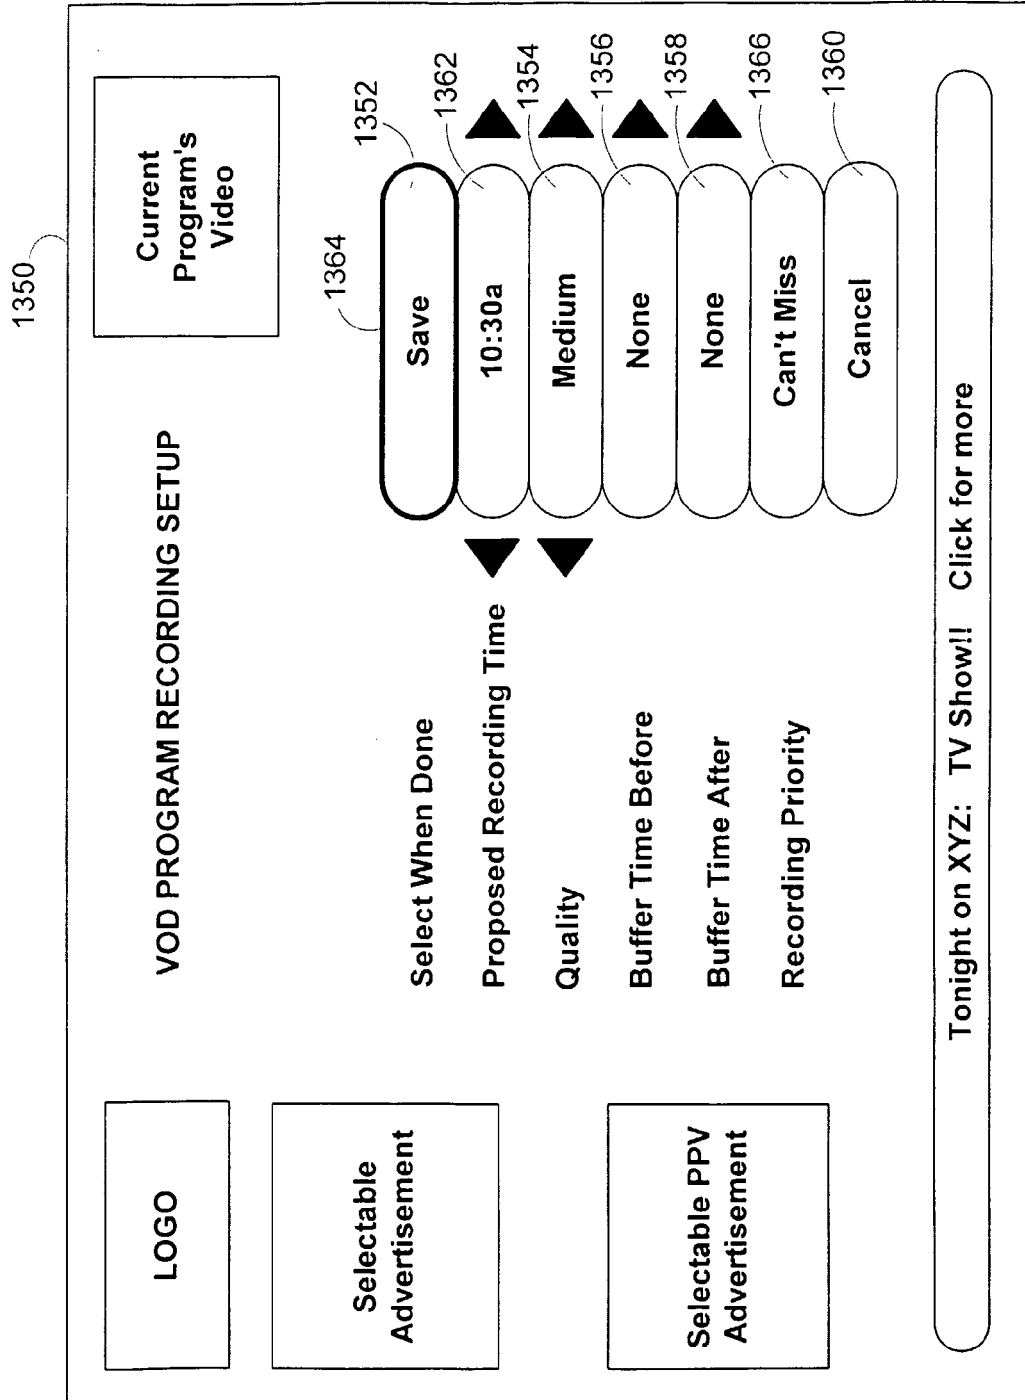 1350
LOGO
VOD PROGRAM RECORDING SETUP
Current
Program's
Video
Selectable
Advertisement
Selectable PPV
Advertisement
1364
Select When Done
Save
1352
Proposed Recording Time
10:30a
1362
Quality
Medium
1354
Buffer Time Before
None
1356
Buffer Time After
None
1358
Recording Priority
Can't Miss
1366
Cancel
1360
Tonight on XYZ: TV Show!! Click for more